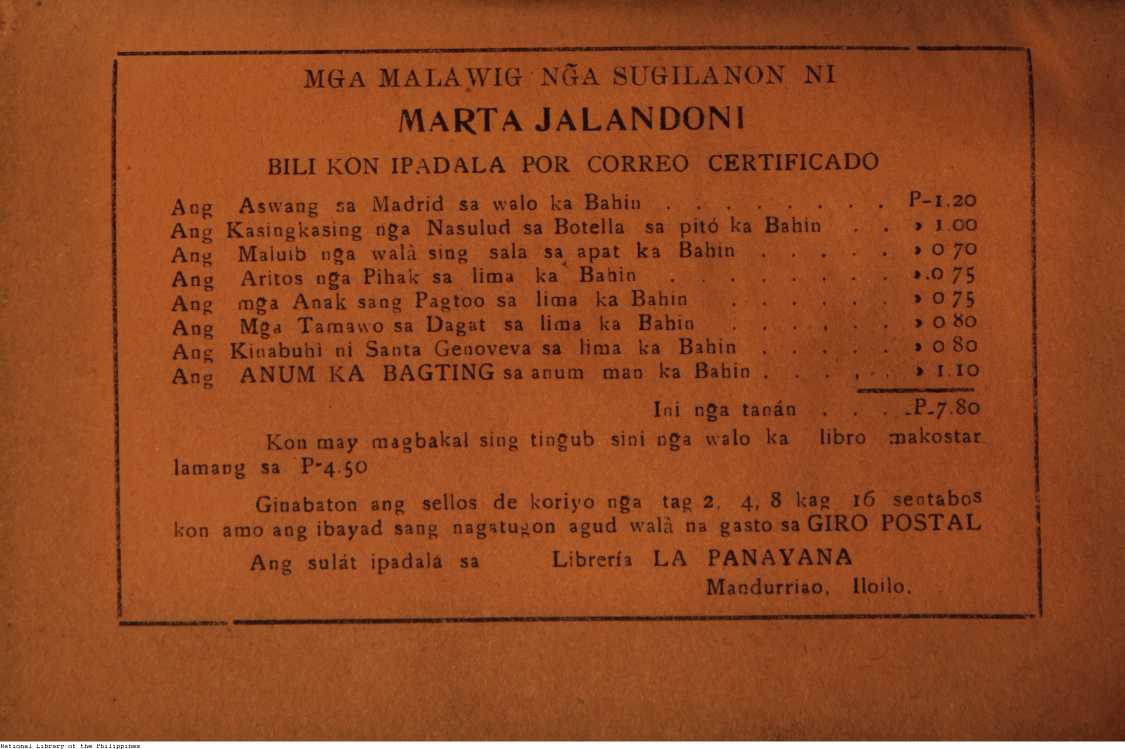 MGA MALAWIG NG̃A SUGILANON NI
MARTA JALANDONI
BILI KON IPADALA POR CORREO CERTIFICADO
Ang Aswang sa Madrid sa walo ka Bahin . . . . . . . . P-1.20
Ang Kasingkasing nga Nasulud sa Botella sa pitó ka Bahin . . » 1.00
Ang Maluib nga walà sing sala sa apat ka Bahin . . . . . » 0 70
Ang Aritos nga Pihak sa lima ka Bahin . . . . . . . . ».0 75
Ang mga Anak sang Pagtoo sa lima ka Bahin . . . . . . » 0 75
Ang Mga Tamawo sa Dagat sa lima ka Bahin . . . . . . » 0 80
Ang Kinabuhì ni Santa Genoveva sa lima ka Bahin . . . . . » 0 80
Ang ANUM KA BAGTING sa anum man ka Bahin . . . . . » 1.10
Ini nga tanán . . . .P-7.80
Kon may magbakal sing tingub sini nga walo ka libro makostar
lamang sa P-4.50
Ginabaton ang sellos de koriyo nga tag 2, 4, 8 kag 16 sentabos
kon amo ang ibayad sang nagatugon agud walà na gasto sa GIRO POSTAL
Ang sulát ipadala sa Librería LA PANAYANA
Mandurriao, Iloilo.
National Library of the Philippines